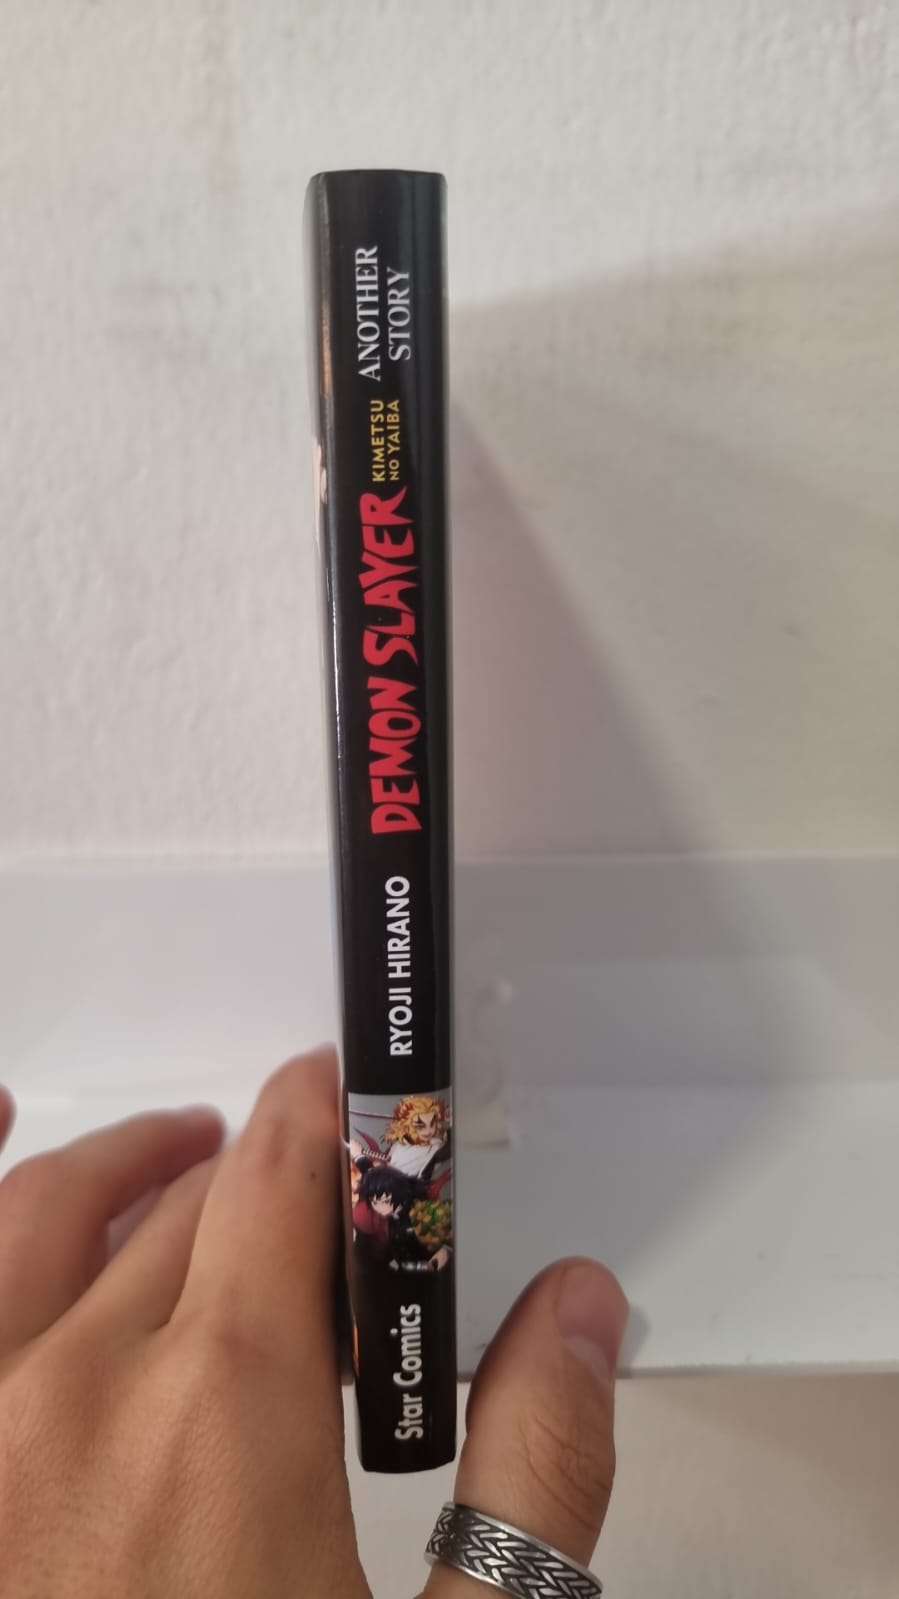 Star Comics
RYOJI HIRANO
DEMON SLAYER
KIMETSU
NO YAIBA
ANOTHER
STORY